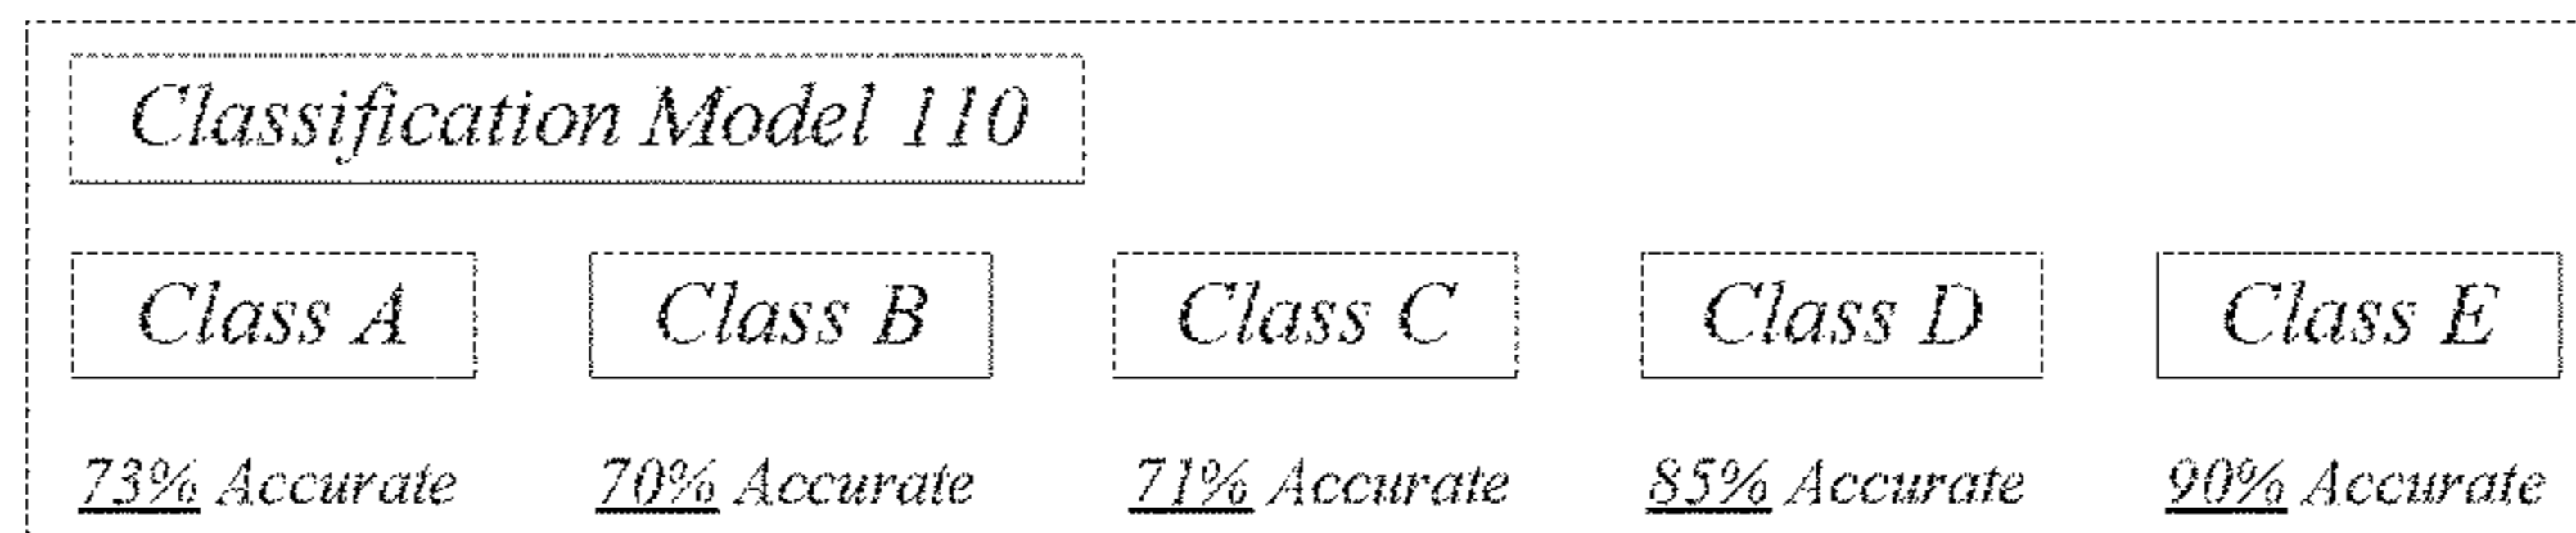 Classification Model 110
Class A Class B Class C Class D Class E
73% Accurate 70% Accurate 71% Accurate 85% Accurate 90% Accurate